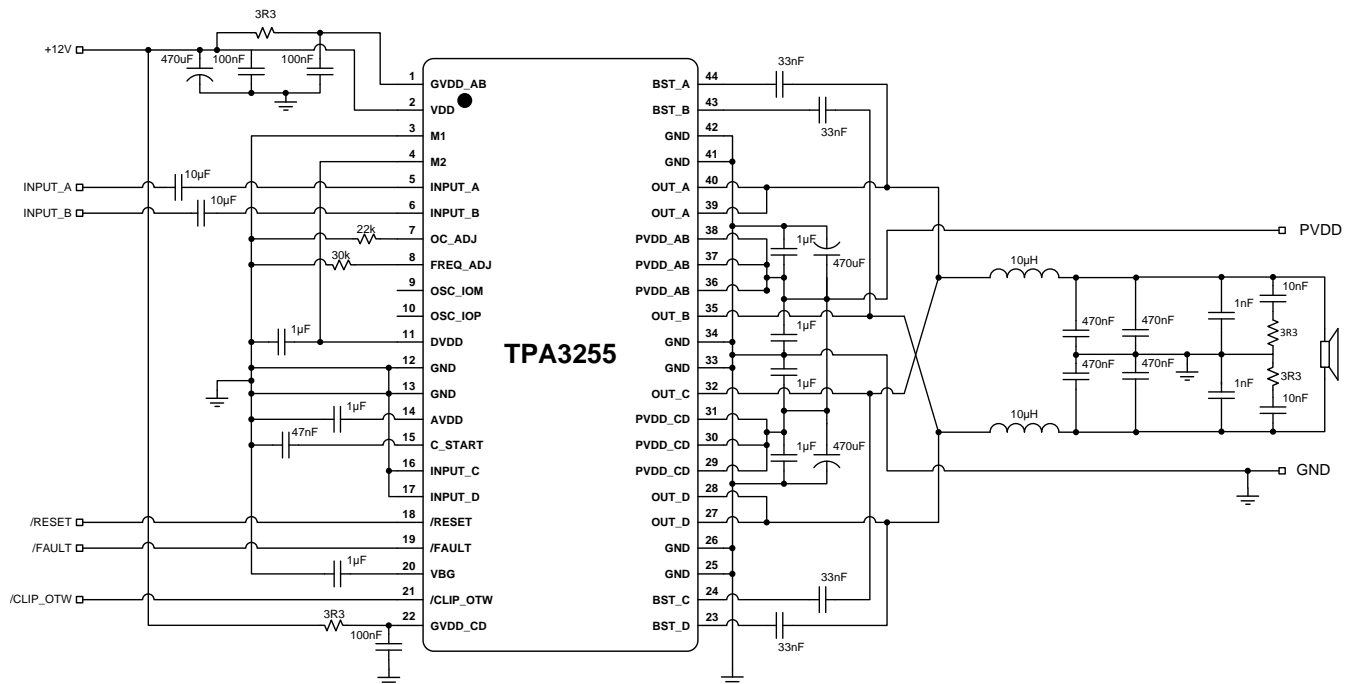 3R3
+12V
470uF
100nF
100nF
1
GVDD_AB
2
VDD
3
M1
4
M2
INPUT_A
10µF
5
INPUT_A
INPUT_B
10µF
6
INPUT_B
22k
7
OC_ADJ
30k
8
FREQ_ADJ
9
OSC_IOM
10
OSC_IOP
1µF
11
DVDD
12
GND
13
GND
1µF
14
AVDD
47nF
15
C_START
16
INPUT_C
17
INPUT_D
/RESET
18
/RESET
/FAULT
19
/FAULT
1µF
20
VBG
/CLIP_OTW
21
/CLIP_OTW
3R3
100nF
22
GVDD_CD
TPA3255
33nF
BST_A
44
BST_B
43
33nF
GND
42
GND
41
OUT_A
40
OUT_A
39
PVDD_AB
38
1µF
PVDD_AB
37
470uF
PVDD_AB
36
OUT_B
35
1µF
GND
34
GND
33
1µF
OUT_C
32
PVDD_CD
31
PVDD_CD
30
1µF
470uF
PVDD_CD
29
OUT_D
28
OUT_D
27
GND
26
GND
25
33nF
BST_C
24
BST_D
23
33nF
PVDD
10µH
10nF
1nF
470nF
470nF
3R3
470nF
470nF
3R3
1nF
10nF
10µH
GND